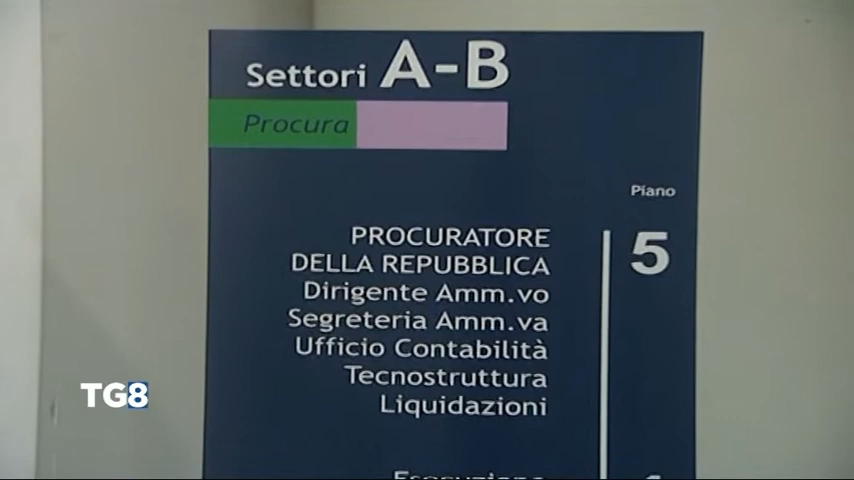 Settori A-B
Procura
Piano
5
PROCURATORE
DELLA REPUBBLICA
Dirigente Amm.vo
Segreteria Amm.va
Ufficio Contabilità
Tecnostruttura
Liquidazioni
TG8